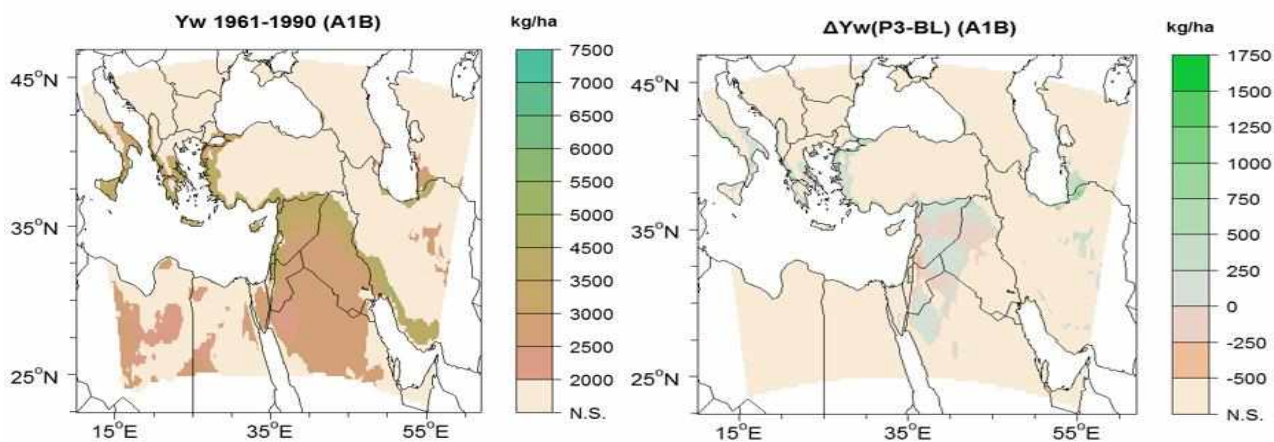 Yw 1961-1990 (A1B)
kg/ha
45°N
35°N
25°N
15°E
35°E
55°E
7500
7000
6500
6000
5500
5000
4500
3500
3000
2500
2000
N.S.
ΔYw(P3-BL) (A1B)
kg/ha
45°N
35°N
25°N
15°E
35°E
55°E
1750
1500
1250
1000
750
500
250
0
-250
-500
N.S.